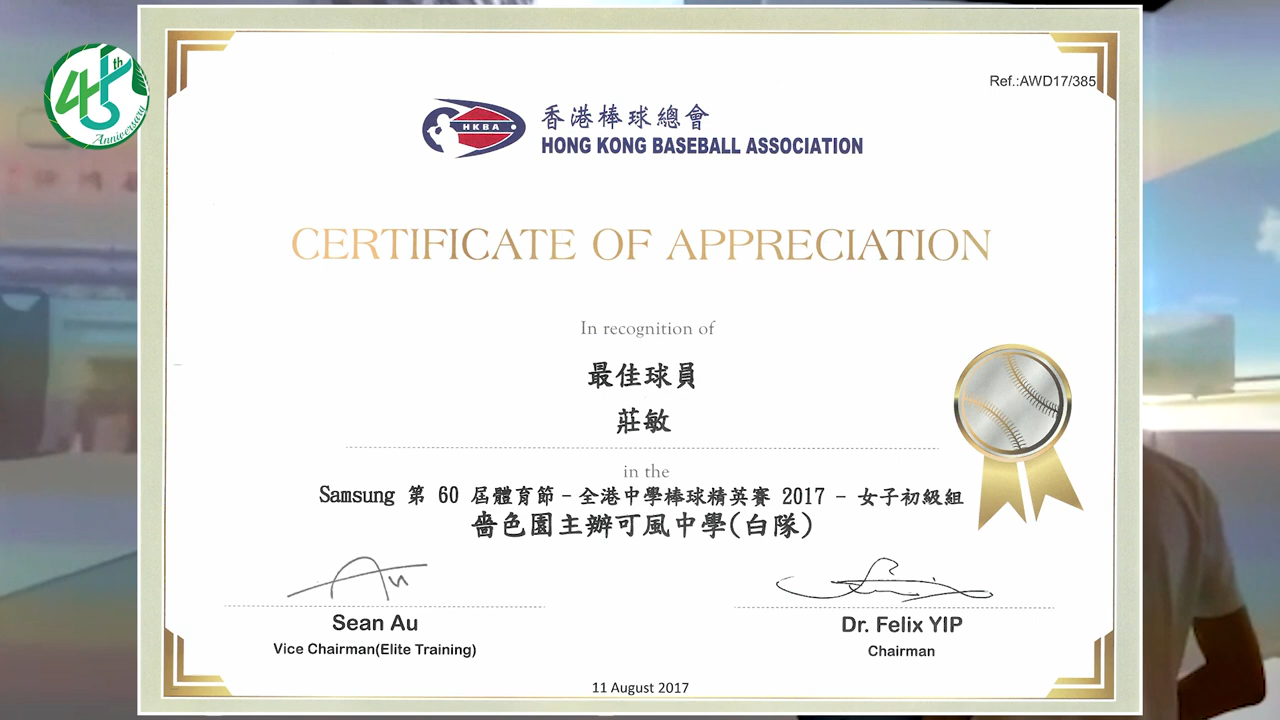 45th
Anniversary
Ref.:AWD17/385
HKBA
香港棒球總會
HONG KONG BASEBALL ASSOCIATION
CERTIFICATE OF APPRECIATION
In recognition of
最佳球員
莊敏
in the
Samsung 第 60 屆體育節－全港中學棒球精英賽 2017 － 女子初級組
嗇色園主辦可風中學(白隊)
Sean Au
Vice Chairman(Elite Training)
Dr. Felix YIP
Chairman
11 August 2017